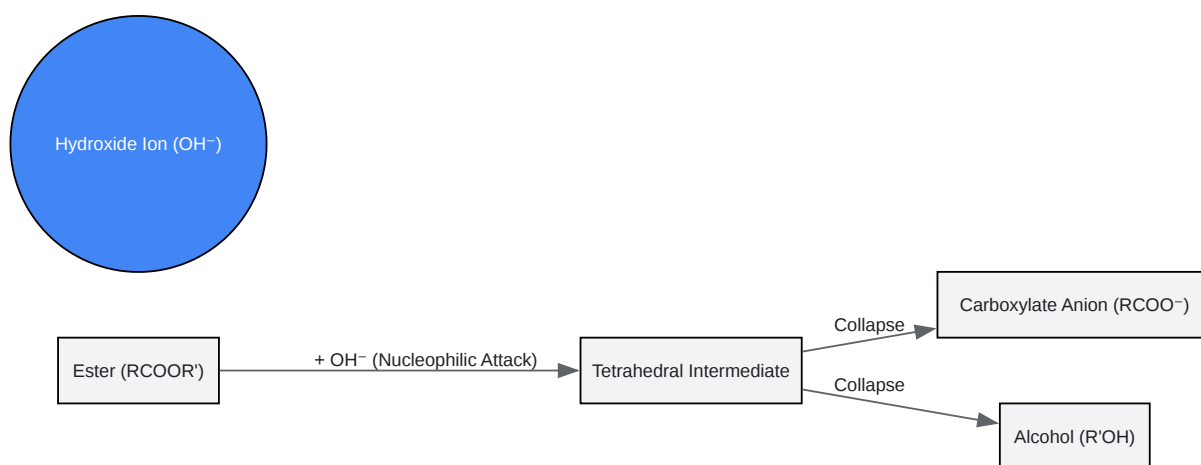 Hydroxide Ion (OH⁻)
Ester (RCOOR')
+ OH⁻ (Nucleophilic Attack)
Tetrahedral Intermediate
Collapse
Carboxylate Anion (RCOO⁻)
Collapse
Alcohol (R'OH)